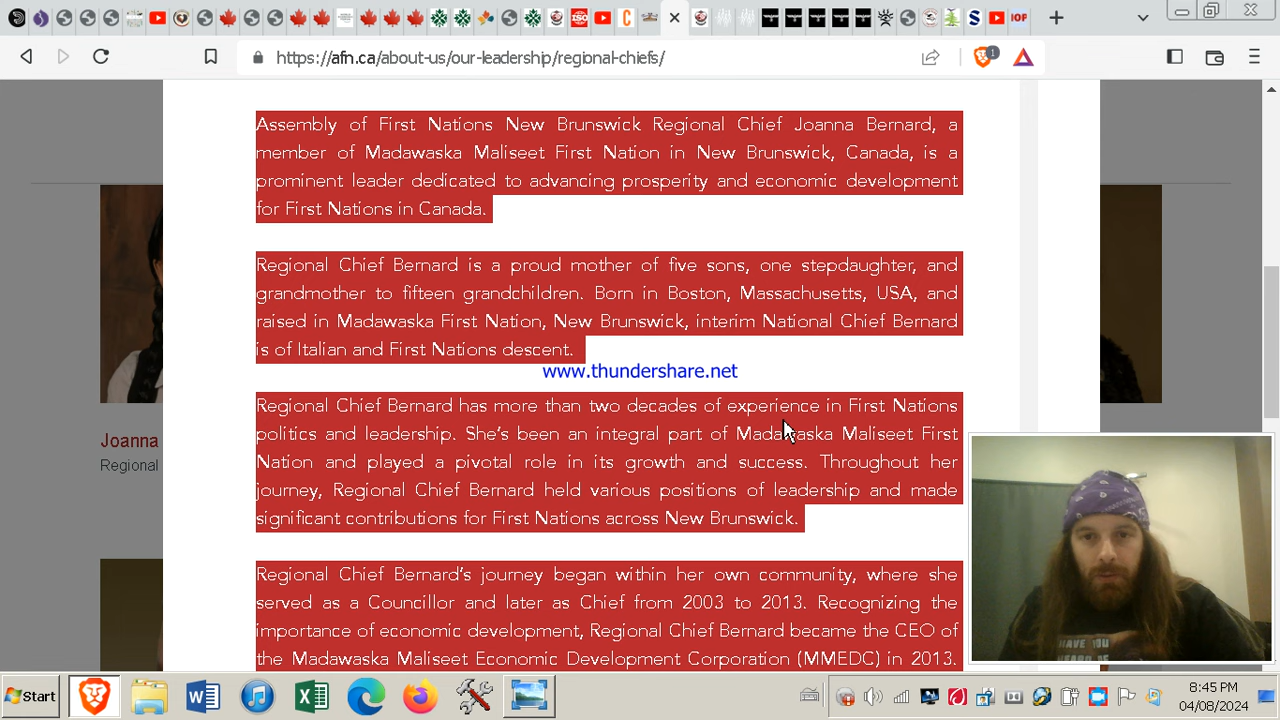 C
ISO
S
IOF
https://afn.ca/about-us/our-leadership/regional-chiefs/
1
Assembly of First Nations New Brunswick Regional Chief Joanna Bernard, a
member of Madawaska Maliseet First Nation in New Brunswick, Canada, is a
prominent leader dedicated to advancing prosperity and economic development
for First Nations in Canada.
Regional Chief Bernard is a proud mother of five sons, one stepdaughter, and
grandmother to fifteen grandchildren. Born in Boston, Massachusetts, USA, and
raised in Madawaska First Nation, New Brunswick, interim National Chief Bernard
is of Italian and First Nations descent.
www.thundershare.net
Regional Chief Bernard has more than two decades of experience in First Nations
politics and leadership. She's been an integral part of Madawaska Maliseet First
Nation and played a pivotal role in its growth and success. Throughout her
journey, Regional Chief Bernard held various positions of leadership and made
significant contributions for First Nations across New Brunswick.
Joanna
Regional
Regional Chief Bernard's journey began within her own community, where she
served as a Councillor and later as Chief from 2003 to 2013. Recognizing the
importance of economic development, Regional Chief Bernard became the CEO of
the Madawaska Maliseet Economic Development Corporation (MMEDC) in 2013.
HAVE YOU
HEARD
Start
W
X
8:45 PM
04/08/2024